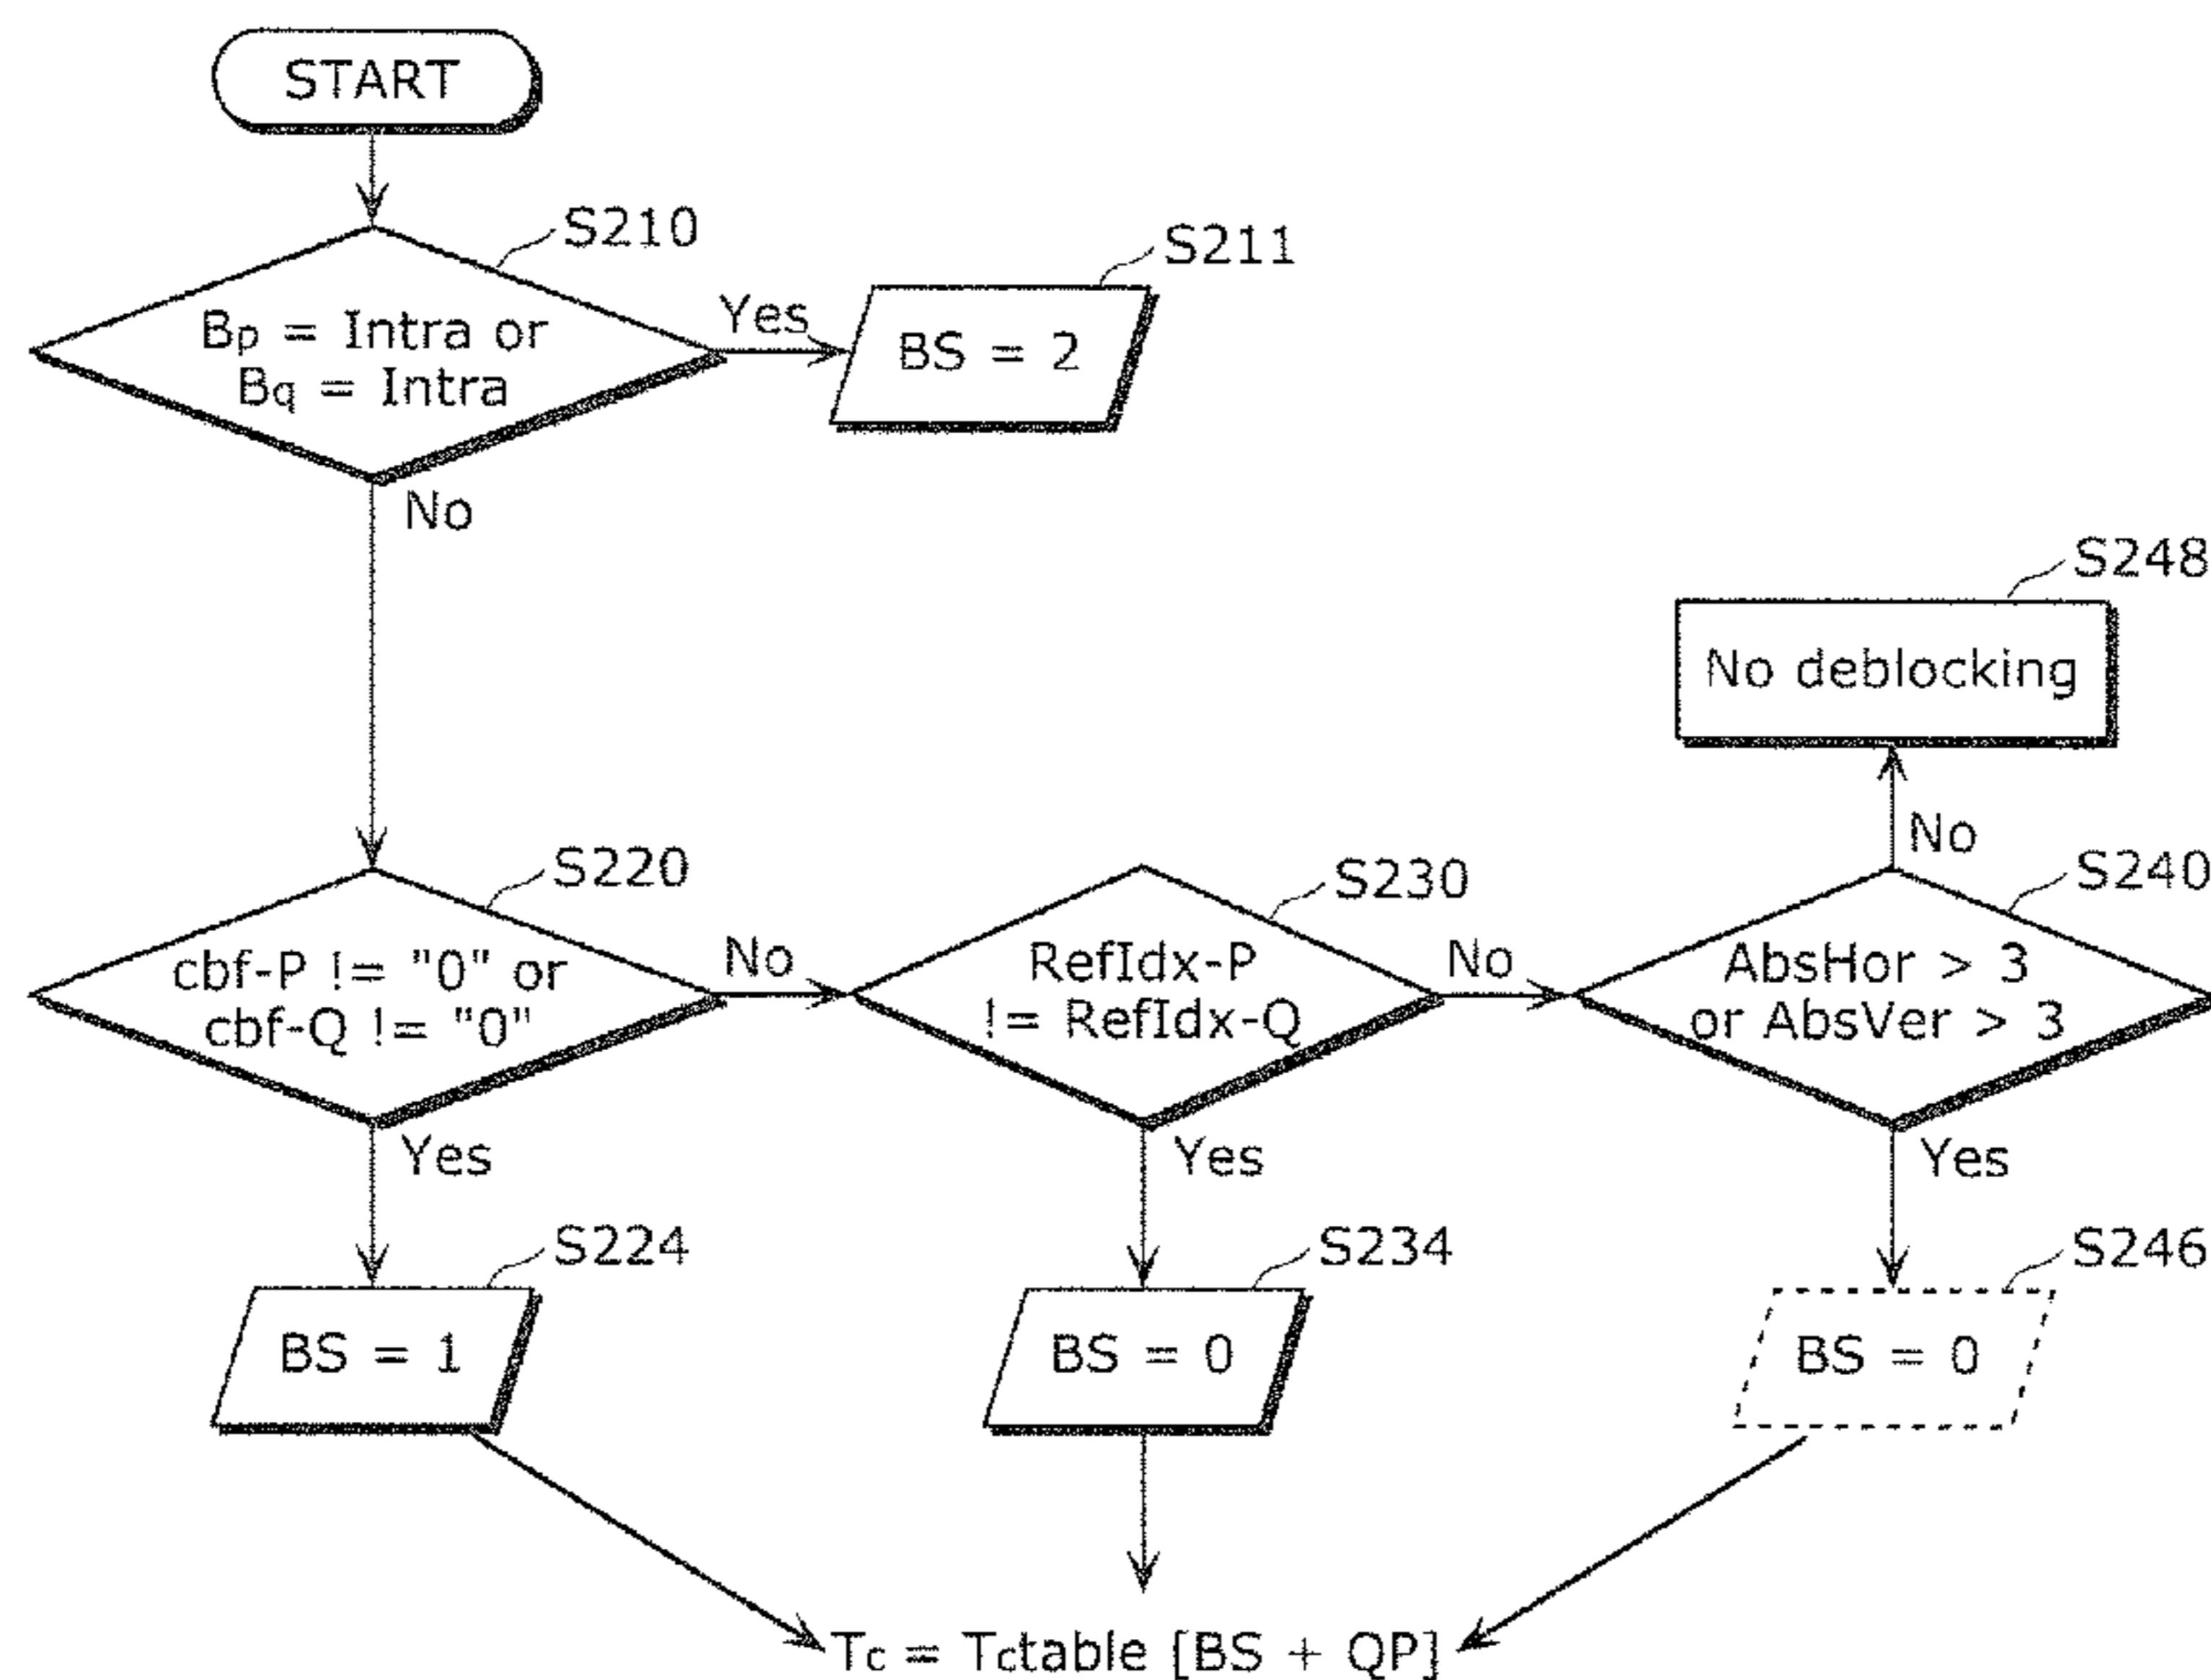 START
S210
Bp = Intra or
Bq = Intra
Yes
S211
BS = 2
No
S248
No deblocking
No
S220
cbf-P != "0" or
cbf-Q != "0"
No
S230
RefIdx-P
!= RefIdx-Q
No
S240
AbsHor > 3
or AbsVer > 3
Yes
Yes
Yes
S224
BS = 1
S234
BS = 0
S246
BS = 0
Tc = Tctable [BS + QP]